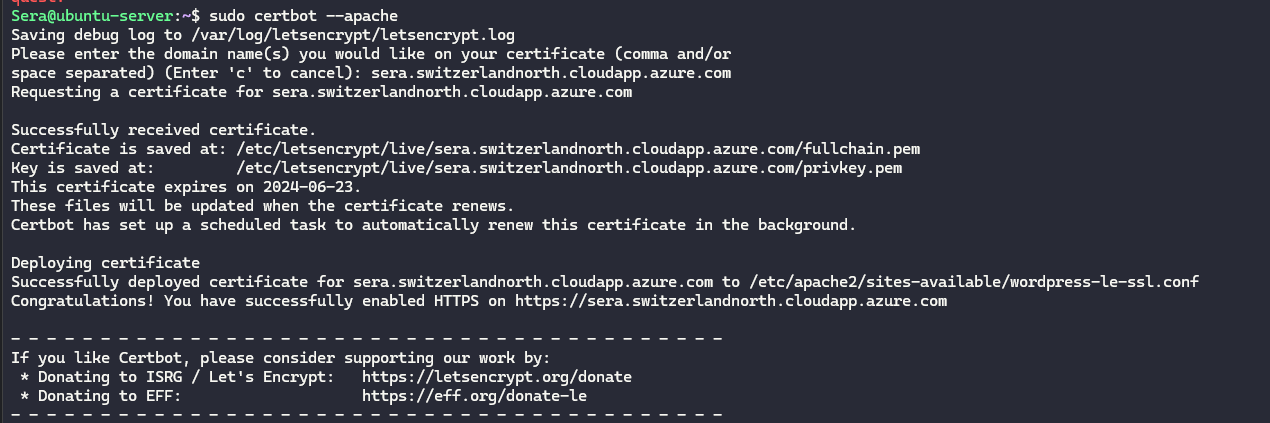 Sera@ubuntu-server:~$ sudo certbot --apache
Saving debug log to /var/log/letsencrypt/letsencrypt.log
Please enter the domain name(s) you would like on your certificate (comma and/or
space separated) (Enter 'c' to cancel): sera.switzerlandnorth.cloudapp.azure.com
Requesting a certificate for sera.switzerlandnorth.cloudapp.azure.com

Successfully received certificate.
Certificate is saved at: /etc/letsencrypt/live/sera.switzerlandnorth.cloudapp.azure.com/fullchain.pem
Key is saved at:         /etc/letsencrypt/live/sera.switzerlandnorth.cloudapp.azure.com/privkey.pem
This certificate expires on 2024-06-23.
These files will be updated when the certificate renews.
Certbot has set up a scheduled task to automatically renew this certificate in the background.

Deploying certificate
Successfully deployed certificate for sera.switzerlandnorth.cloudapp.azure.com to /etc/apache2/sites-available/wordpress-le-ssl.conf
Congratulations! You have successfully enabled HTTPS on https://sera.switzerlandnorth.cloudapp.azure.com

- - - - - - - - - - - - - - - - - - - - - - - - - - - - - - - - - - - - - - - -
If you like Certbot, please consider supporting our work by:
 * Donating to ISRG / Let's Encrypt:   https://letsencrypt.org/donate
 * Donating to EFF:                    https://eff.org/donate-le
- - - - - - - - - - - - - - - - - - - - - - - - - - - - - - - - - - - - - - - -